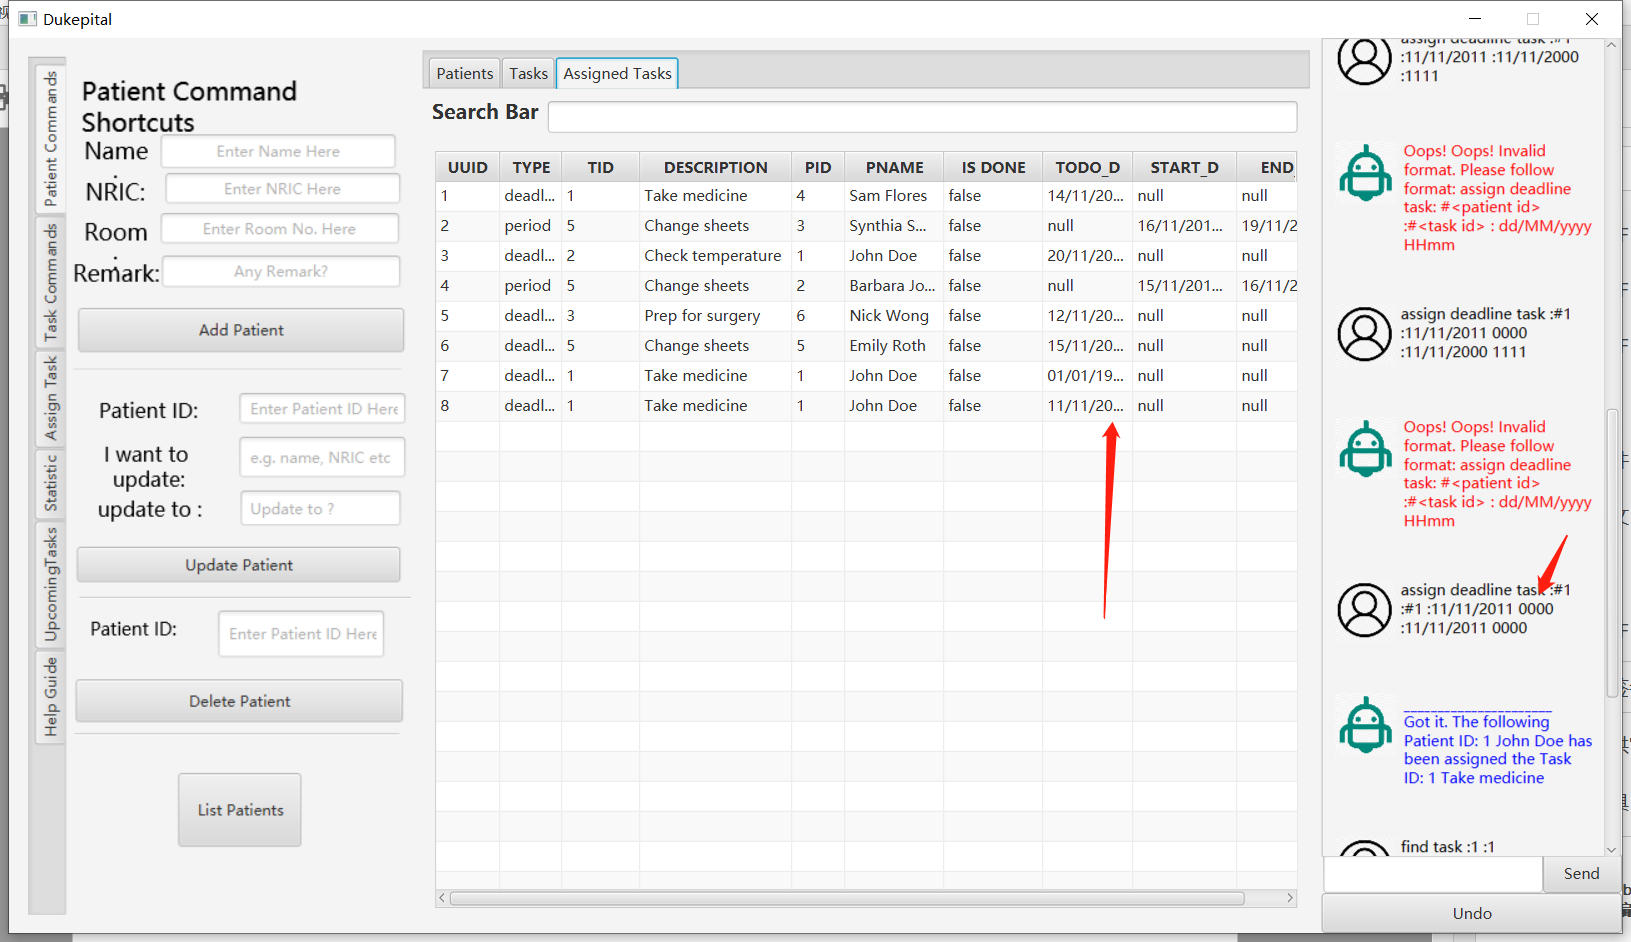 Dukepital
Patient Commands
Task Commands
Assign Task
Statistic
UpcomingTasks
Help Guide
Patient Command
Shortcuts
Name
:
Enter Name Here
NRIC:
Enter NRIC Here
Room
:
Enter Room No. Here
Remark:
Any Remark?
Add Patient
Patient ID:
Enter Patient ID Here
I want to
update:
e.g. name, NRIC etc
update to :
Update to ?
Update Patient
Patient ID:
Enter Patient ID Here
Delete Patient
List Patients
Patients Tasks Assigned Tasks
Search Bar
UUID TYPE TID DESCRIPTION PID PNAME IS DONE TODO_D START_D END_
1 deadl... 1 Take medicine 4 Sam Flores false 14/11/20... null null
2 period 5 Change sheets 3 Synthia S... false null 16/11/201... 19/11/2
3 deadl... 2 Check temperature 1 John Doe false 20/11/20... null null
4 period 5 Change sheets 2 Barbara Jo... false null 15/11/201... 16/11/2
5 deadl... 3 Prep for surgery 6 Nick Wong false 12/11/20... null null
6 deadl... 5 Change sheets 5 Emily Roth false 15/11/20... null null
7 deadl... 1 Take medicine 1 John Doe false 01/01/19... null null
8 deadl... 1 Take medicine 1 John Doe false 11/11/20... null null
assign deadline task :#1
:11/11/2011 :11/11/2000
:1111
Oops! Oops! Invalid
format. Please follow
format: assign deadline
task: #<patient id>
:#<task id> : dd/MM/yyyy
HHmm
assign deadline task :#1
:11/11/2011 0000
:11/11/2000 1111
Oops! Oops! Invalid
format. Please follow
format: assign deadline
task: #<patient id>
:#<task id> : dd/MM/yyyy
HHmm
assign deadline task :#1
:#1 :11/11/2011 0000
:11/11/2011 0000
______________________
Got it. The following
Patient ID: 1 John Doe has
been assigned the Task
ID: 1 Take medicine
find task :1 :1
Send
Undo